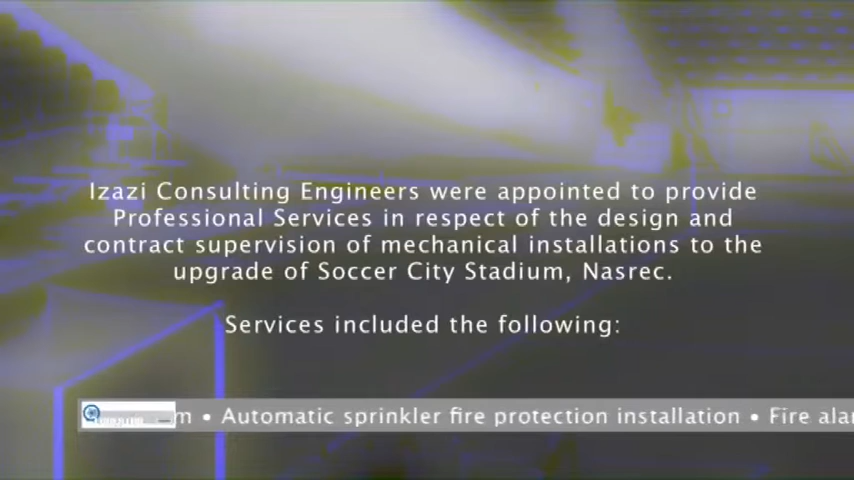 Izazi Consulting Engineers were appointed to provide
Professional Services in respect of the design and
contract supervision of mechanical installations to the
upgrade of Soccer City Stadium, Nasrec.
Services included the following:
m • Automatic sprinkler fire protection installation • Fire alar